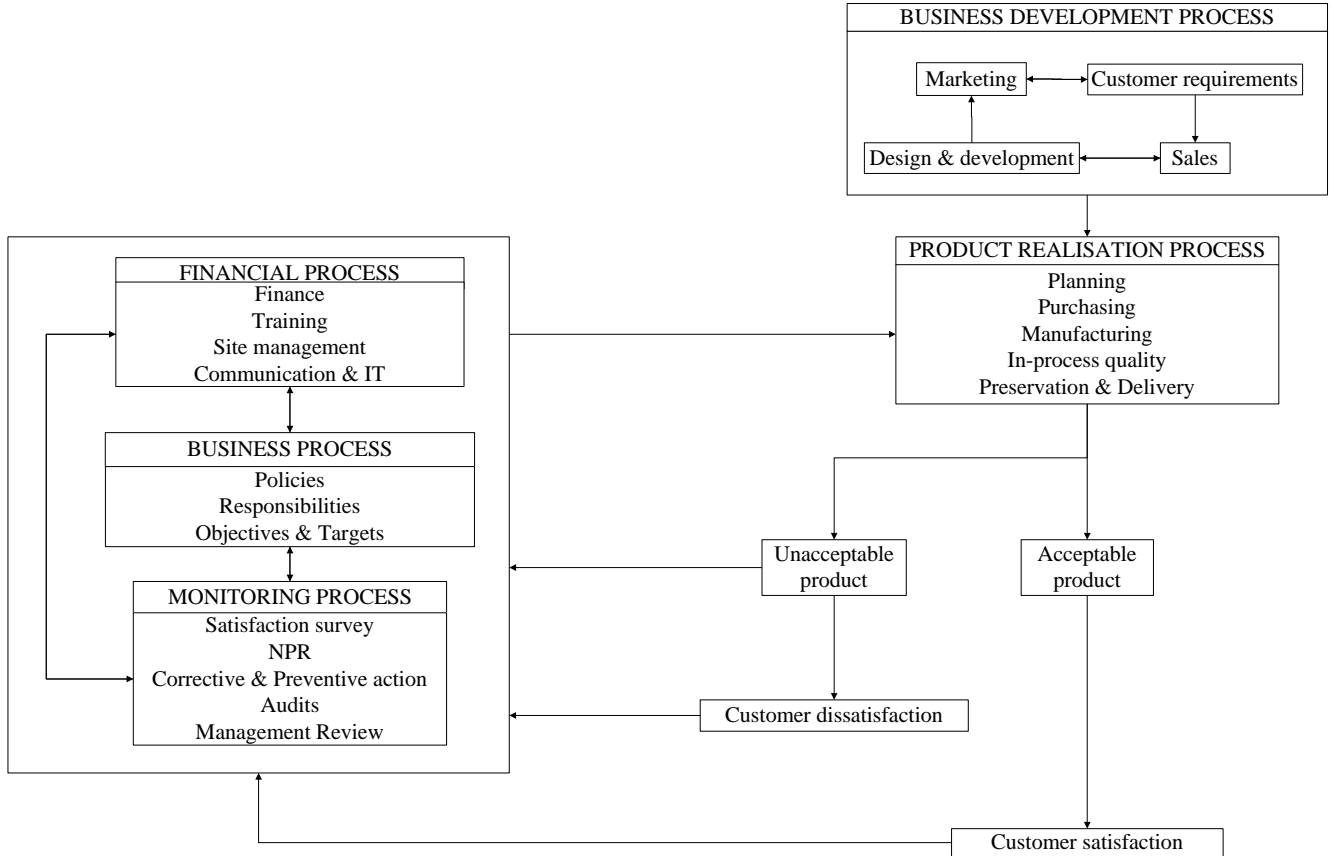 BUSINESS DEVELOPMENT PROCESS
Marketing
Customer requirements
Design & development
Sales
FINANCIAL PROCESS
Finance
Training
Site management
Communication & IT
PRODUCT REALISATION PROCESS
Planning
Purchasing
Manufacturing
In-process quality
Preservation & Delivery
BUSINESS PROCESS
Policies
Responsibilities
Objectives & Targets
Unacceptable
product
Acceptable
product
MONITORING PROCESS
Satisfaction survey
NPR
Corrective & Preventive action
Audits
Management Review
Customer dissatisfaction
Customer satisfaction